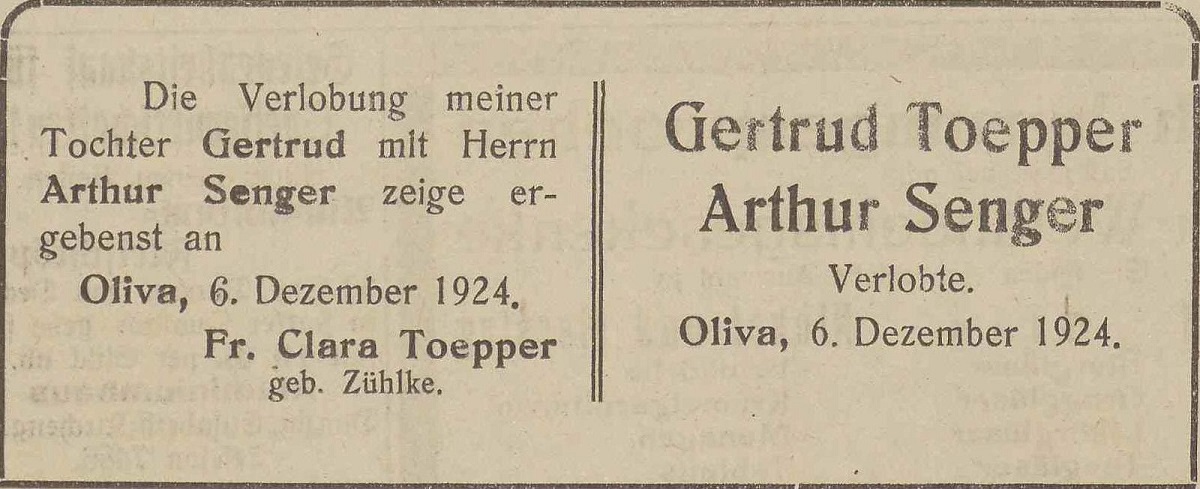 Die Verlobung meiner
Tochter Gertrud mit Herrn
Arthur Senger zeige er-
gebenst an
Oliva, 6. Dezember 1924.
Fr. Clara Toepper
geb. Zühlke.
Gertrud Toepper
Arthur Senger
Verlobte.
Oliva, 6. Dezember 1924.